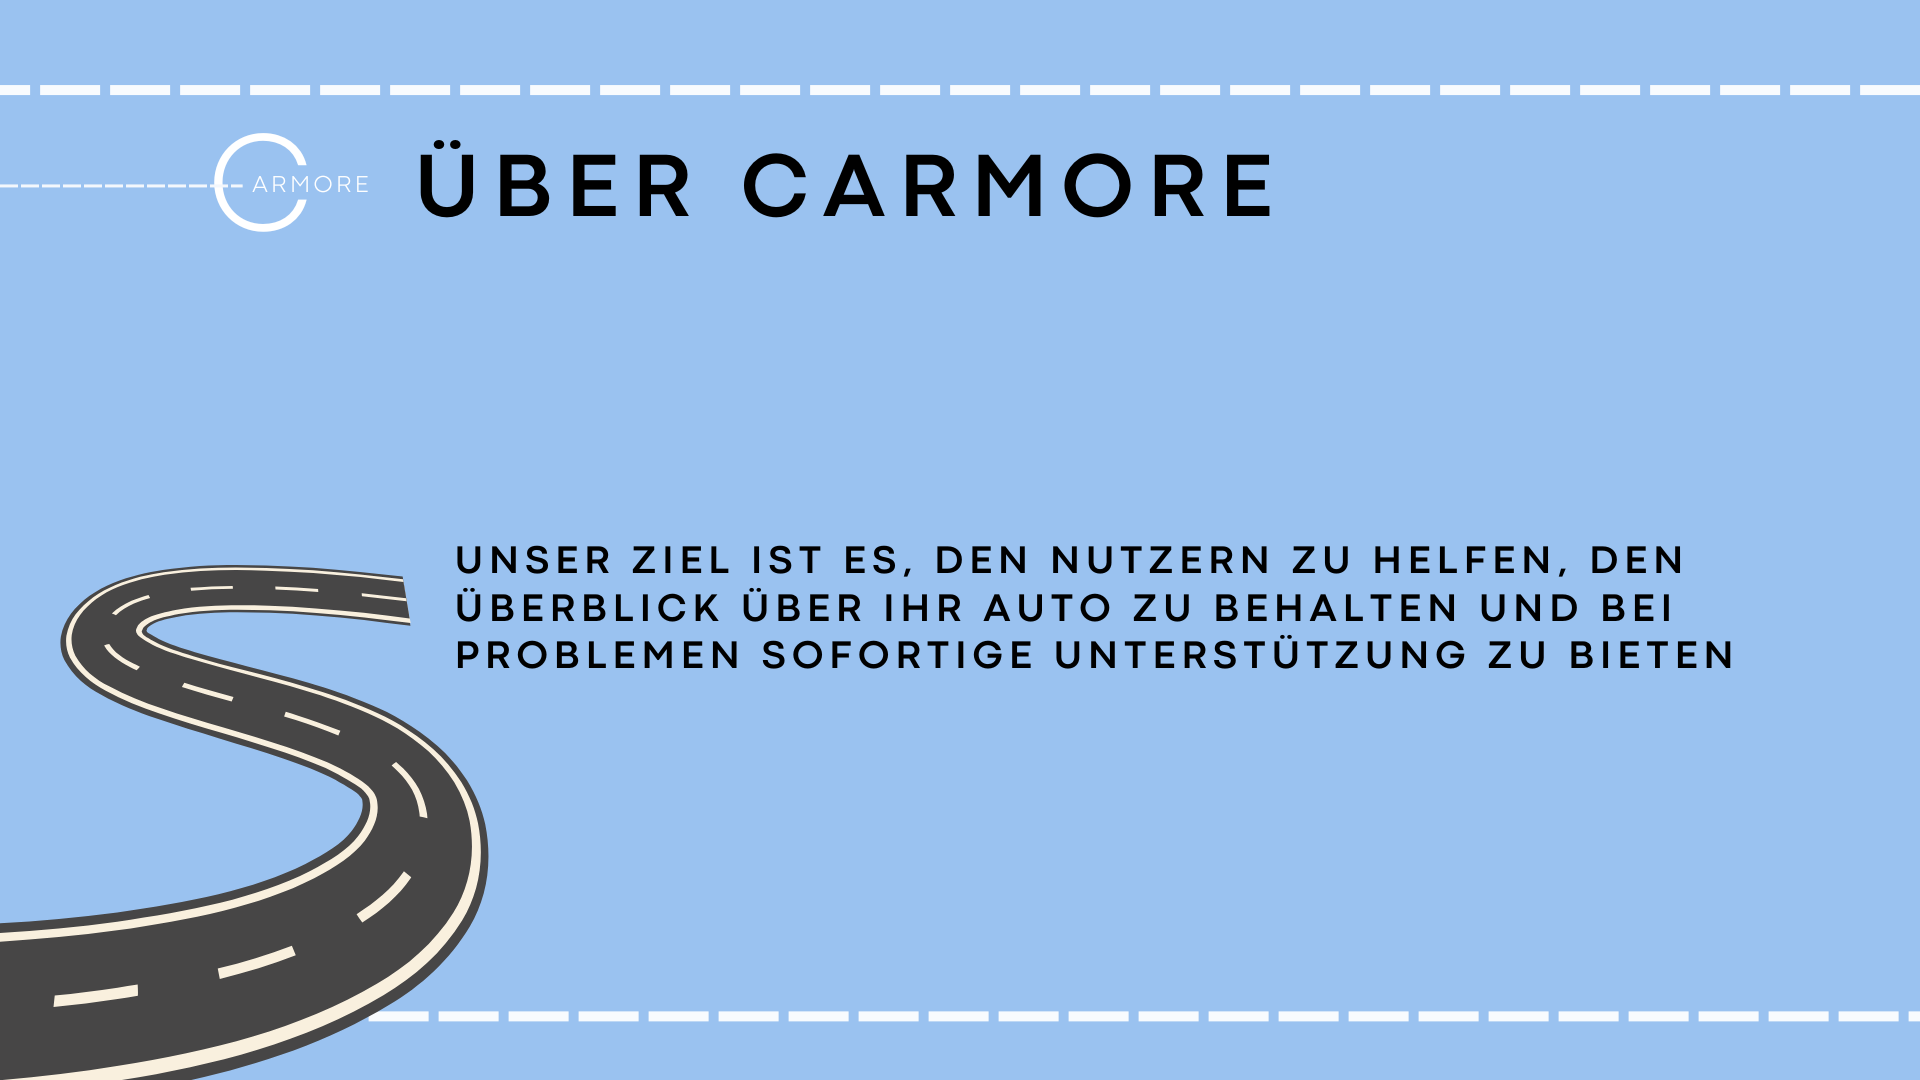 CARMORE
ÜBER CARMORE
UNSER ZIEL IST ES, DEN NUTZERN ZU HELFEN, DEN
ÜBERBLICK ÜBER IHR AUTO ZU BEHALTEN UND BEI
PROBLEMEN SOFORTIGE UNTERSTÜTZUNG ZU BIETEN